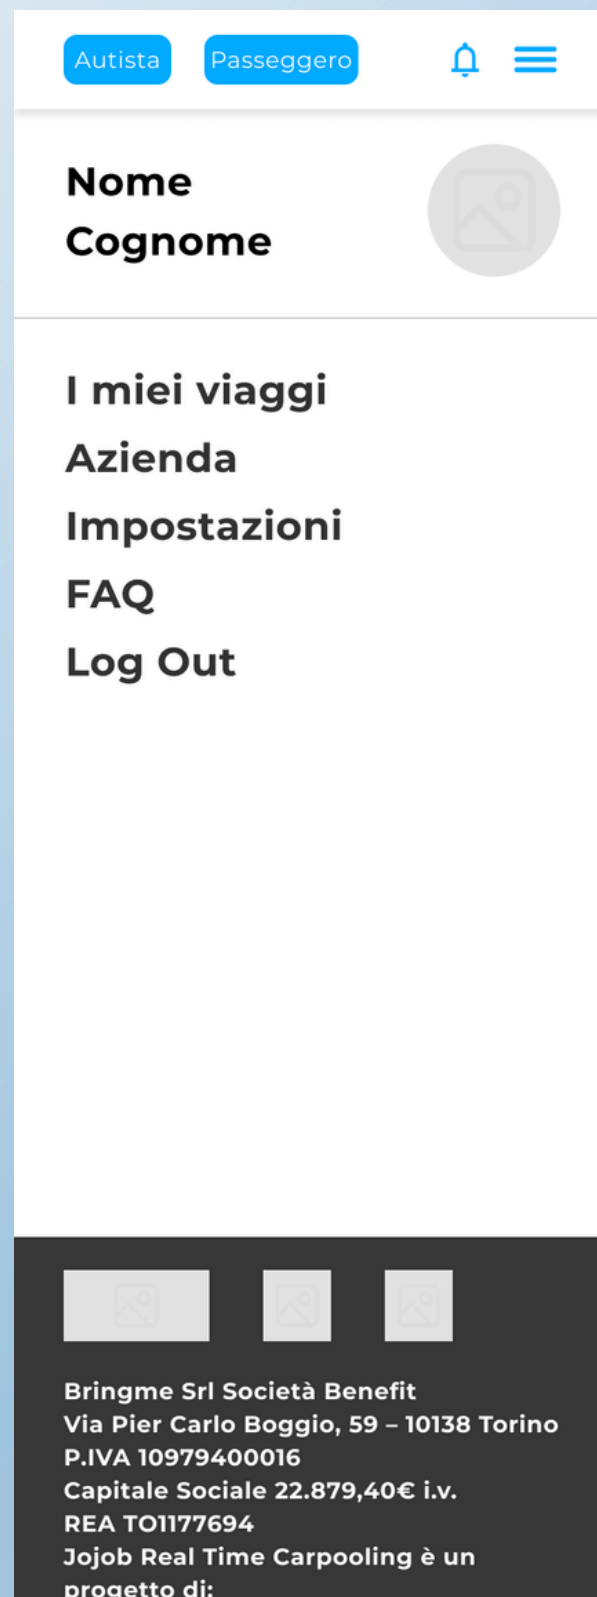 Autista Passeggero
Nome
Cognome
I miei viaggi
Azienda
Impostazioni
FAQ
Log Out
Bringme Srl Società Benefit
Via Pier Carlo Boggio, 59 – 10138 Torino
P.IVA 10979400016
Capitale Sociale 22.879,40€ i.v.
REA TO1177694
Jojob Real Time Carpooling è un
progetto di: